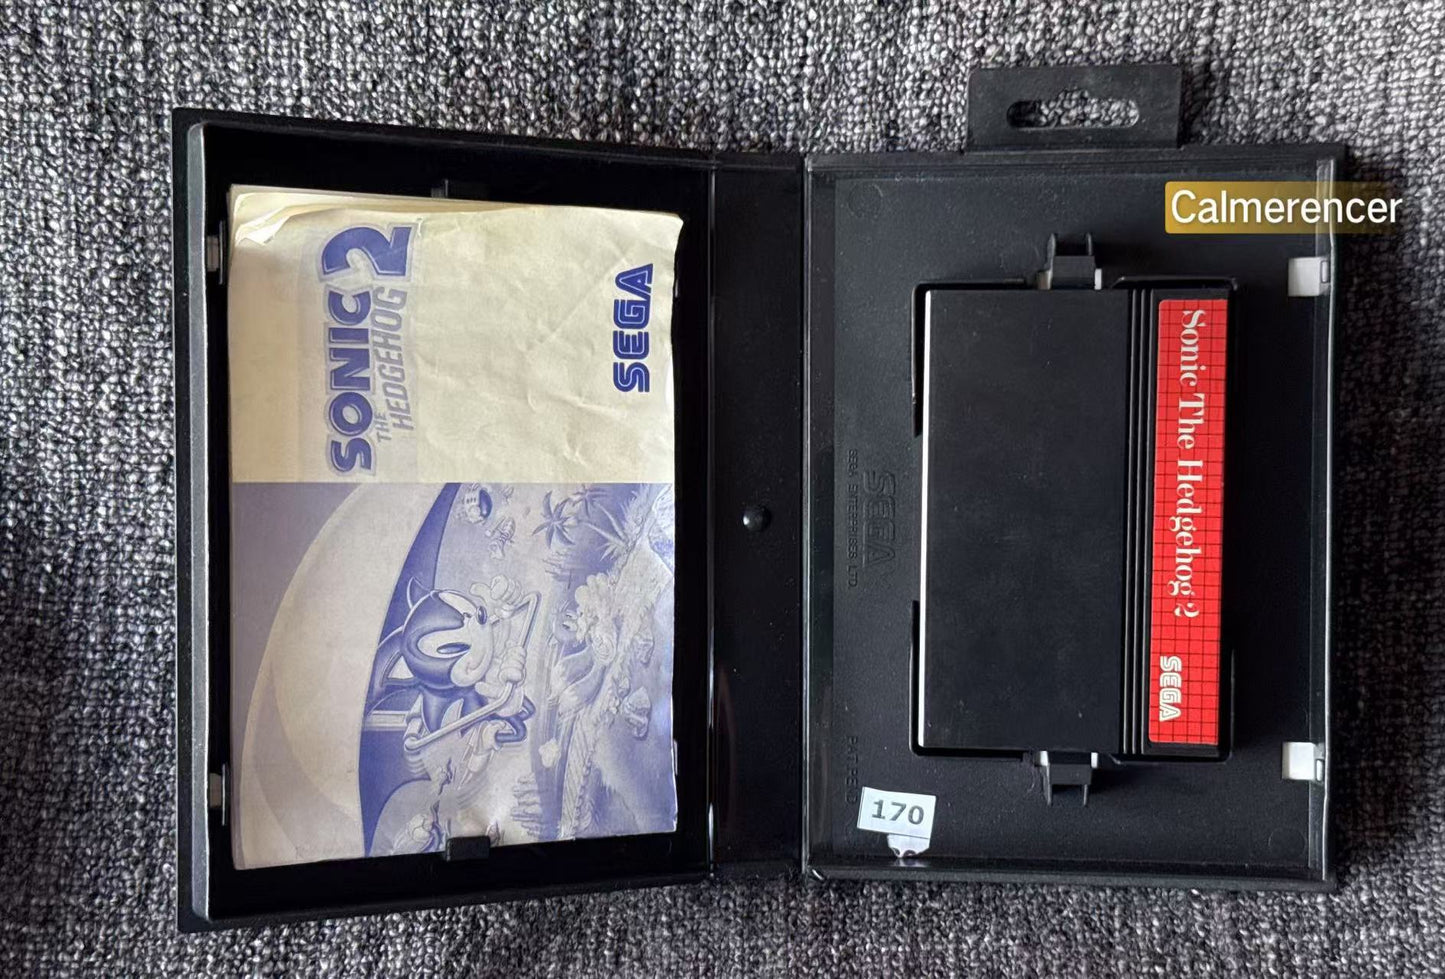 SONIC 2
THE
HEDGEHOG
SEGA
Calmerencer
Sonic The Hedgehog 2
SEGA
SEGA
SEGA ENTERPRISES LTD
170